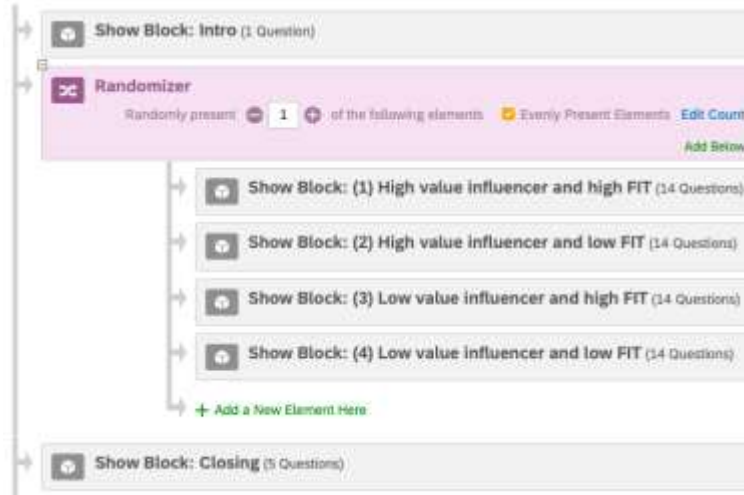 Show Block: Intro (1 Question)
Randomizer
Randomly present 1 of the following elements Evenly Present Elements Edit Count
Add Below
Show Block: (1) High value influencer and high FIT (14 Questions)
Show Block: (2) High value influencer and low FIT (14 Questions)
Show Block: (3) Low value influencer and high FIT (14 Questions)
Show Block: (4) Low value influencer and low FIT (14 Questions)
+ Add a New Element Here
Show Block: Closing (5 Questions)